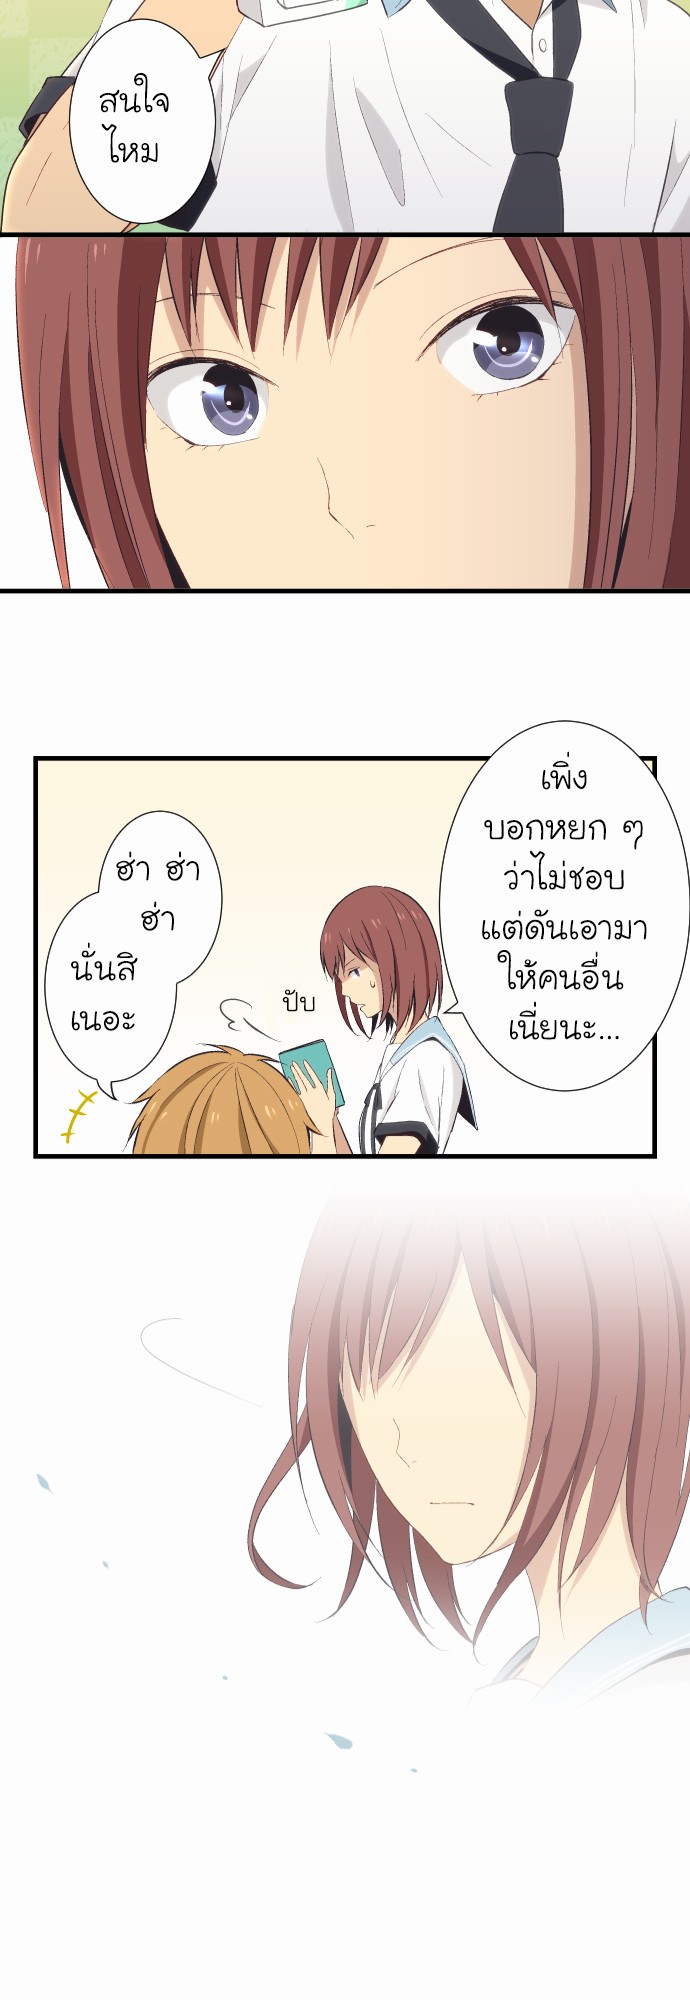 สนใจ
ไหม
เพิ่ง
บอกหยก ๆ
ว่าไม่ชอบ
แต่ดันเอามา
ให้คนอื่น
เนี่ยนะ...
ปับ
ฮ่า ฮ่า
ฮ่า
นั่นสิ
เนอะ